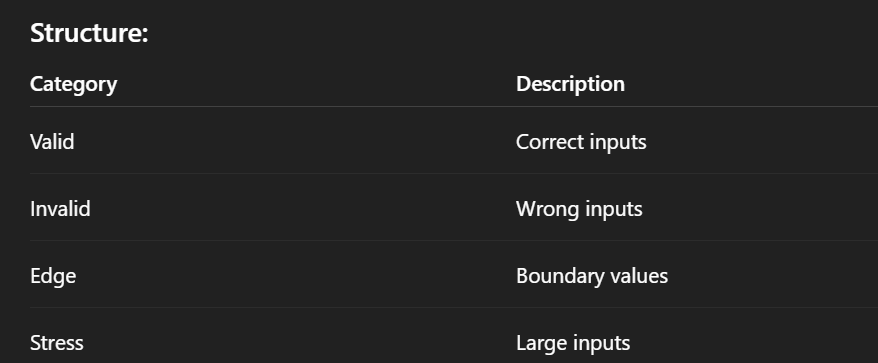 Structure:
Category Description
Valid Correct inputs
Invalid Wrong inputs
Edge Boundary values
Stress Large inputs